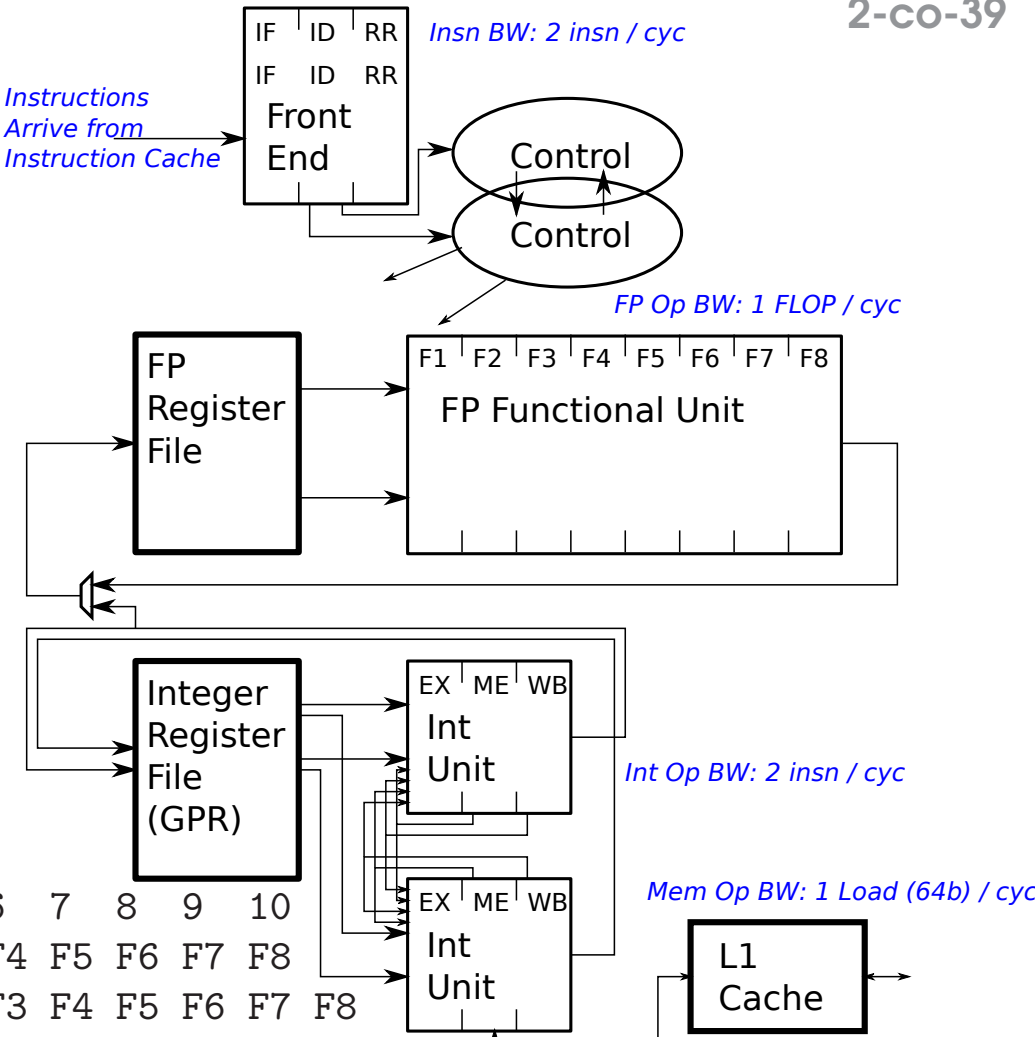 2-co-39
IF ID RR
IF ID RR
Front
End
Insn BW: 2 insn / cyc
Instructions
Arrive from
Instruction Cache
Control
Control
FP Op BW: 1 FLOP / cyc
FP
Register
File
F1 F2 F3 F4 F5 F6 F7 F8
FP Functional Unit
Integer
Register
File
(GPR)
EX ME WB
Int
Unit
Int Op BW: 2 insn / cyc
EX ME WB
Int
Unit
Mem Op BW: 1 Load (64b) / cyc
L1
Cache
7 8 9 10
F5 F6 F7 F8
F4 F5 F6 F7 F8